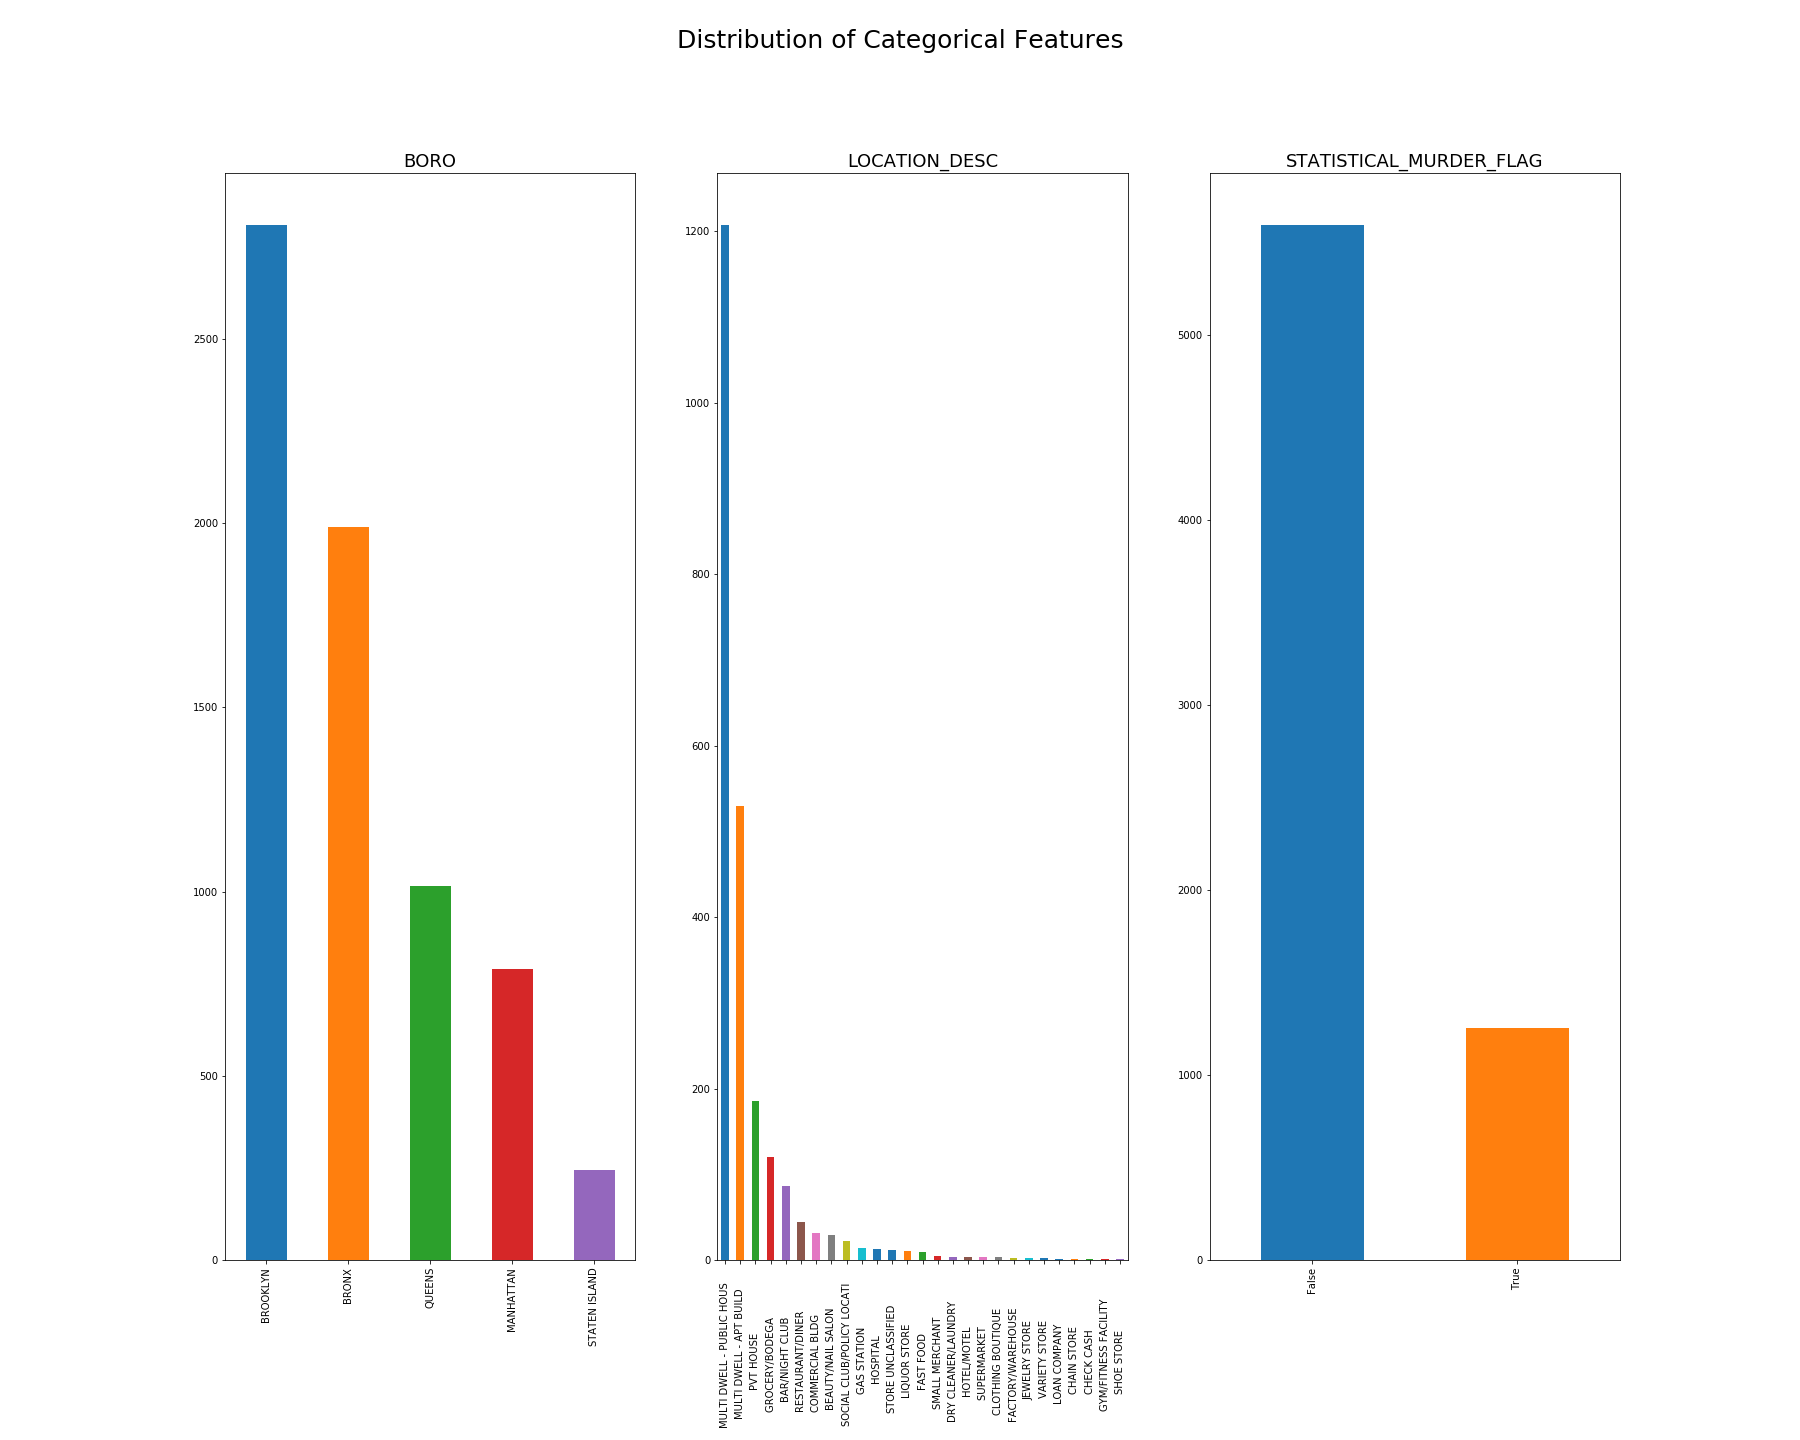 Distribution of Categorical Features
BORO
2500
2000
1500
1000
500
0
BROOKLYN
BRONX
QUEENS
MANHATTAN
STATEN ISLAND
LOCATION_DESC
1200
1000
800
600
400
200
0
MULTI DWELL - PUBLIC HOUS
MULTI DWELL - APT BUILD
PVT HOUSE
GROCERY/BODEGA
BAR/NIGHT CLUB
RESTAURANT/DINER
COMMERCIAL BLDG
BEAUTY/NAIL SALON
SOCIAL CLUB/POLICY LOCATI
GAS STATION
HOSPITAL
STORE UNCLASSIFIED
LIQUOR STORE
FAST FOOD
SMALL MERCHANT
DRY CLEANER/LAUNDRY
HOTEL/MOTEL
SUPERMARKET
CLOTHING BOUTIQUE
FACTORY/WAREHOUSE
JEWELRY STORE
VARIETY STORE
LOAN COMPANY
CHAIN STORE
CHECK CASH
GYM/FITNESS FACILITY
SHOE STORE
STATISTICAL_MURDER_FLAG
5000
4000
3000
2000
1000
0
False
True